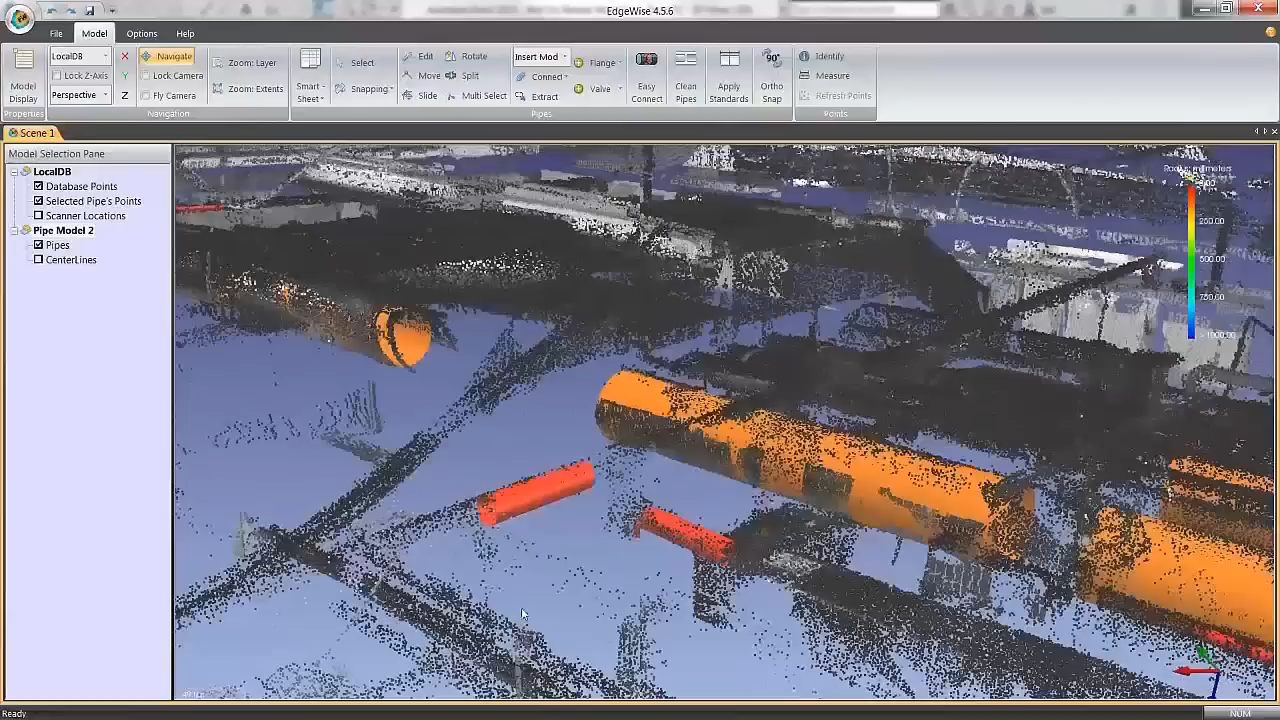 EdgeWise 4.5.6
File Model Options Help
Model Display
Properties
LocalDB
Lock Z-Axis
Perspective
X
Y
Z
Navigate
Lock Camera
Fly Camera
Zoom: Layer
Zoom: Extents
Navigation
Smart Sheet
Select
Snapping
Edit
Move
Slide
Rotate
Split
Multi Select
Insert Mod
Connect
Extract
Flange
Valve
Easy Connect
Clean Pipes
Apply Standards
90°
Ortho Snap
Pipes
Identify
Measure
Refresh Points
Points
Scene 1
Model Selection Pane
LocalDB
Database Points
Selected Pipe's Points
Scanner Locations
Pipe Model 2
Pipes
CenterLines
250.00
500.00
750.00
Ready
NUM